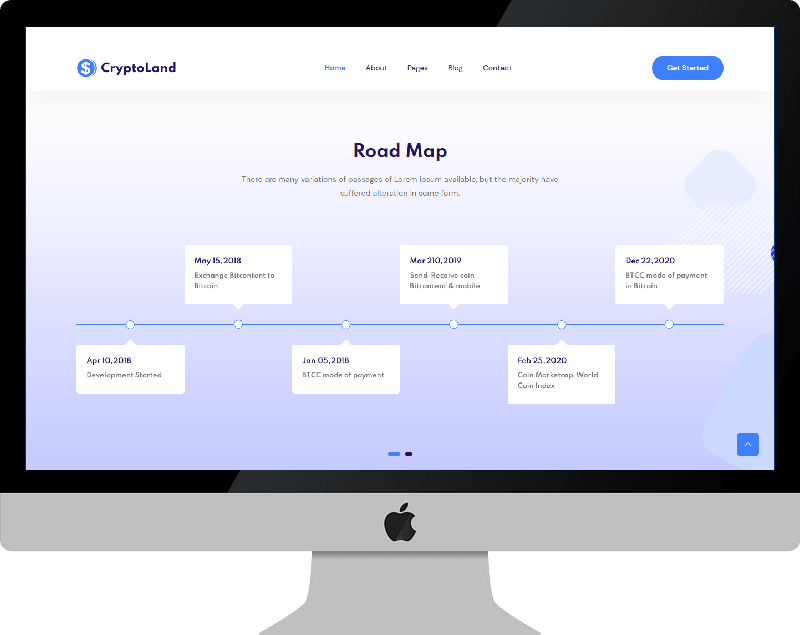 CryptoLand
Home About Pages Blog Contact
Get Started
Road Map
There are many variations of passages of Lorem Ipsum available, but the majority have
suffered alteration in some form.
May 15,2018
Exchange Bitcontent to
Bitcoin
Mar 210,2019
Send-Receive coin
Bitconcent & mobile
Dec 22,2020
BTCC mode of payment
in Bitcoin
Apr 10,2018
Development Started
Jan 05,2018
BTCC mode of payment
Feb 25,2020
Coin Marketcap, World
Coin Index